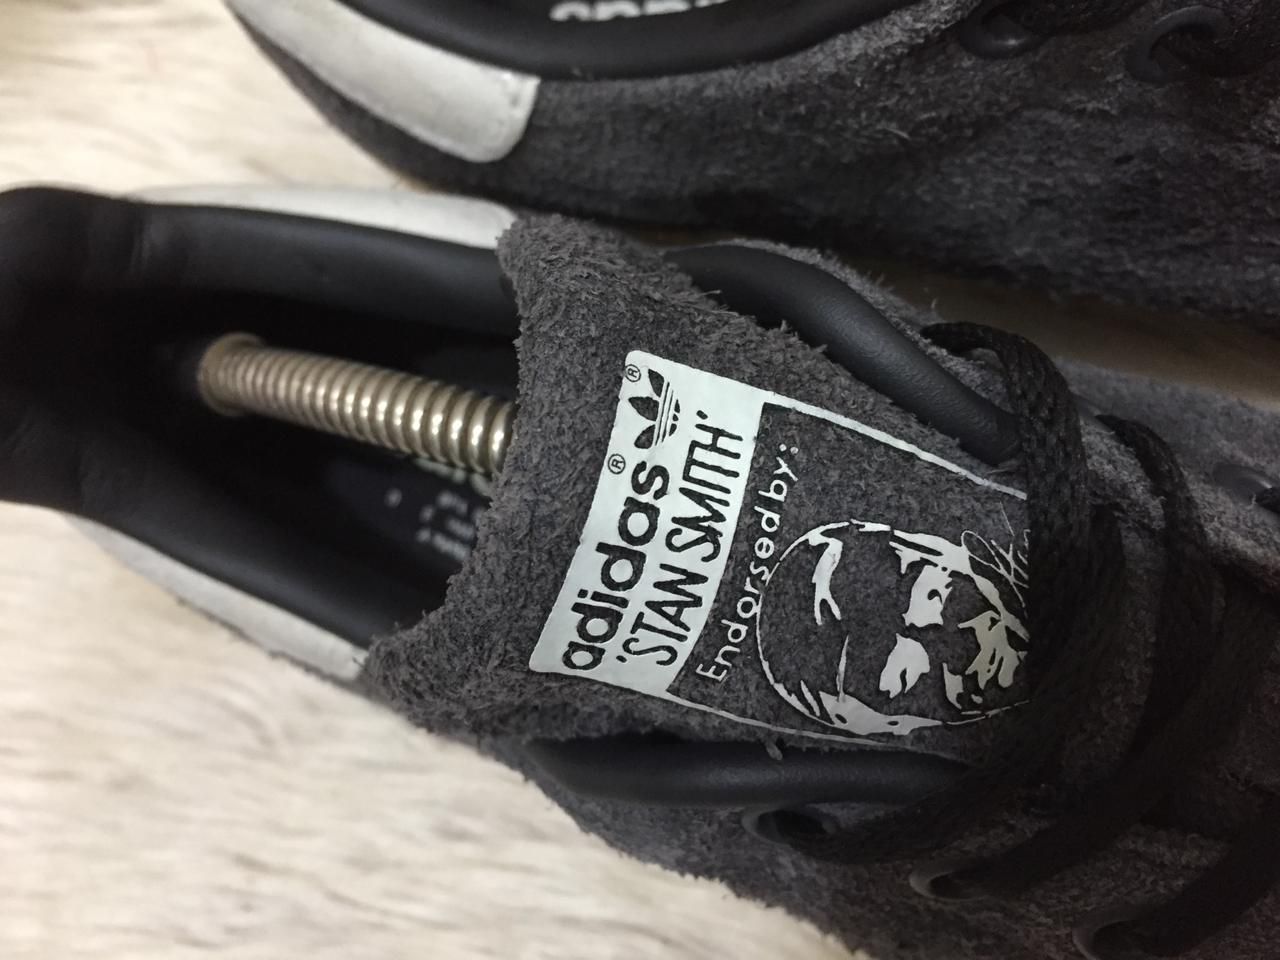 adidas®
'STAN SMITH'
Endorsed by: